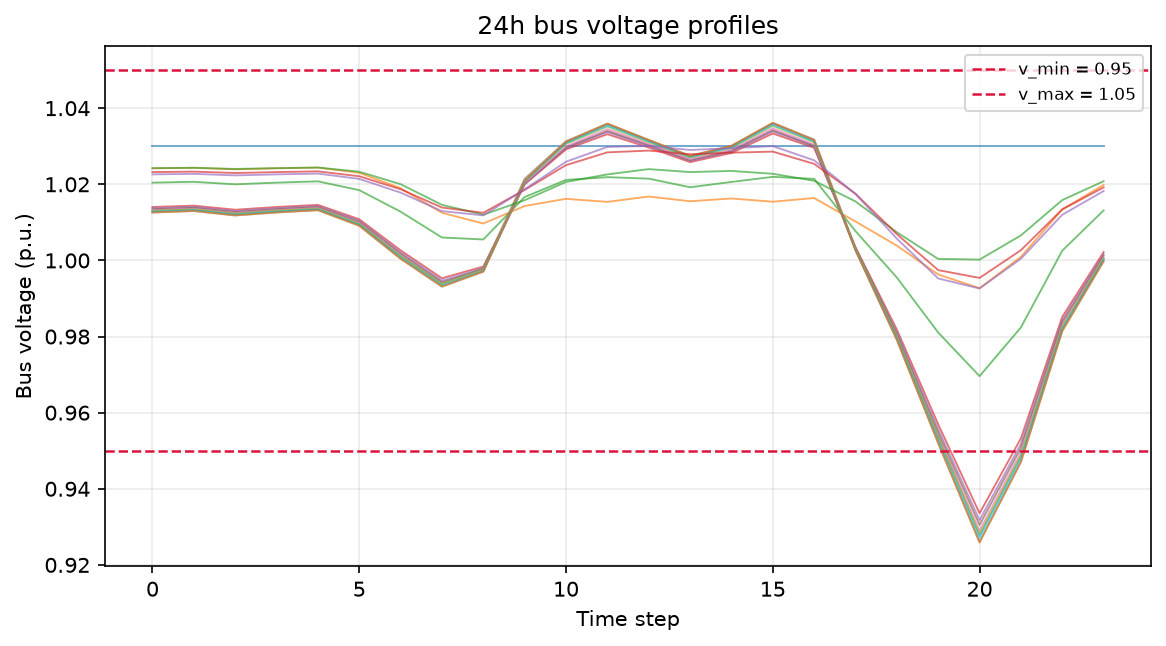 24h bus voltage profiles
v_min = 0.95
v_max = 1.05
Bus voltage (p.u.)
1.04
1.02
1.00
0.98
0.96
0.94
0.92
0 5 10 15 20
Time step